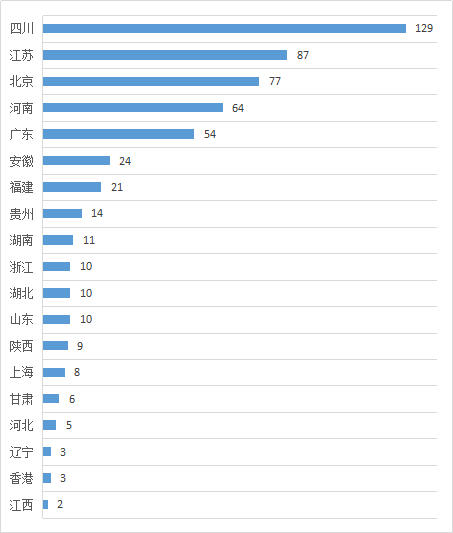 四川 129
江苏 87
北京 77
河南 64
广东 54
安徽 24
福建 21
贵州 14
湖南 11
浙江 10
湖北 10
山东 10
陕西 9
上海 8
甘肃 6
河北 5
辽宁 3
香港 3
江西 2